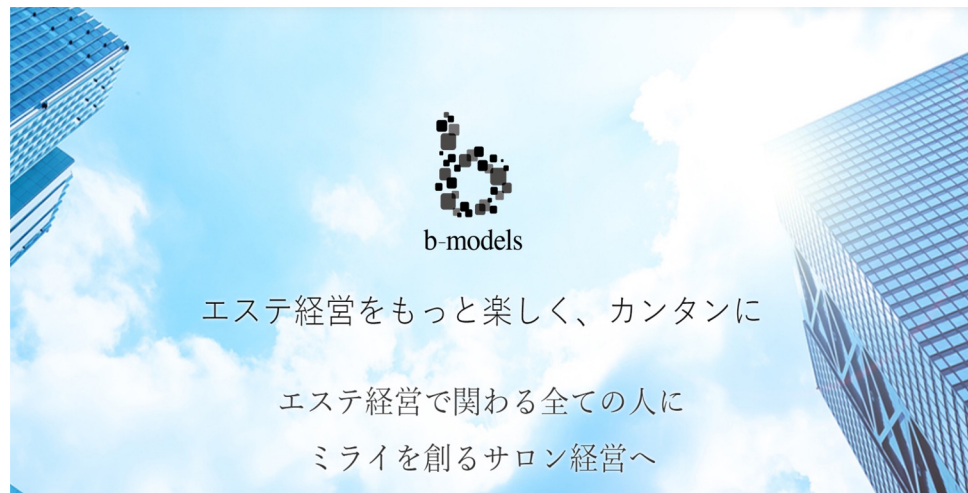 b-models
エステ経営をもっと楽しく、カンタンに
エステ経営で関わる全ての人に
ミライを創るサロン経営へ